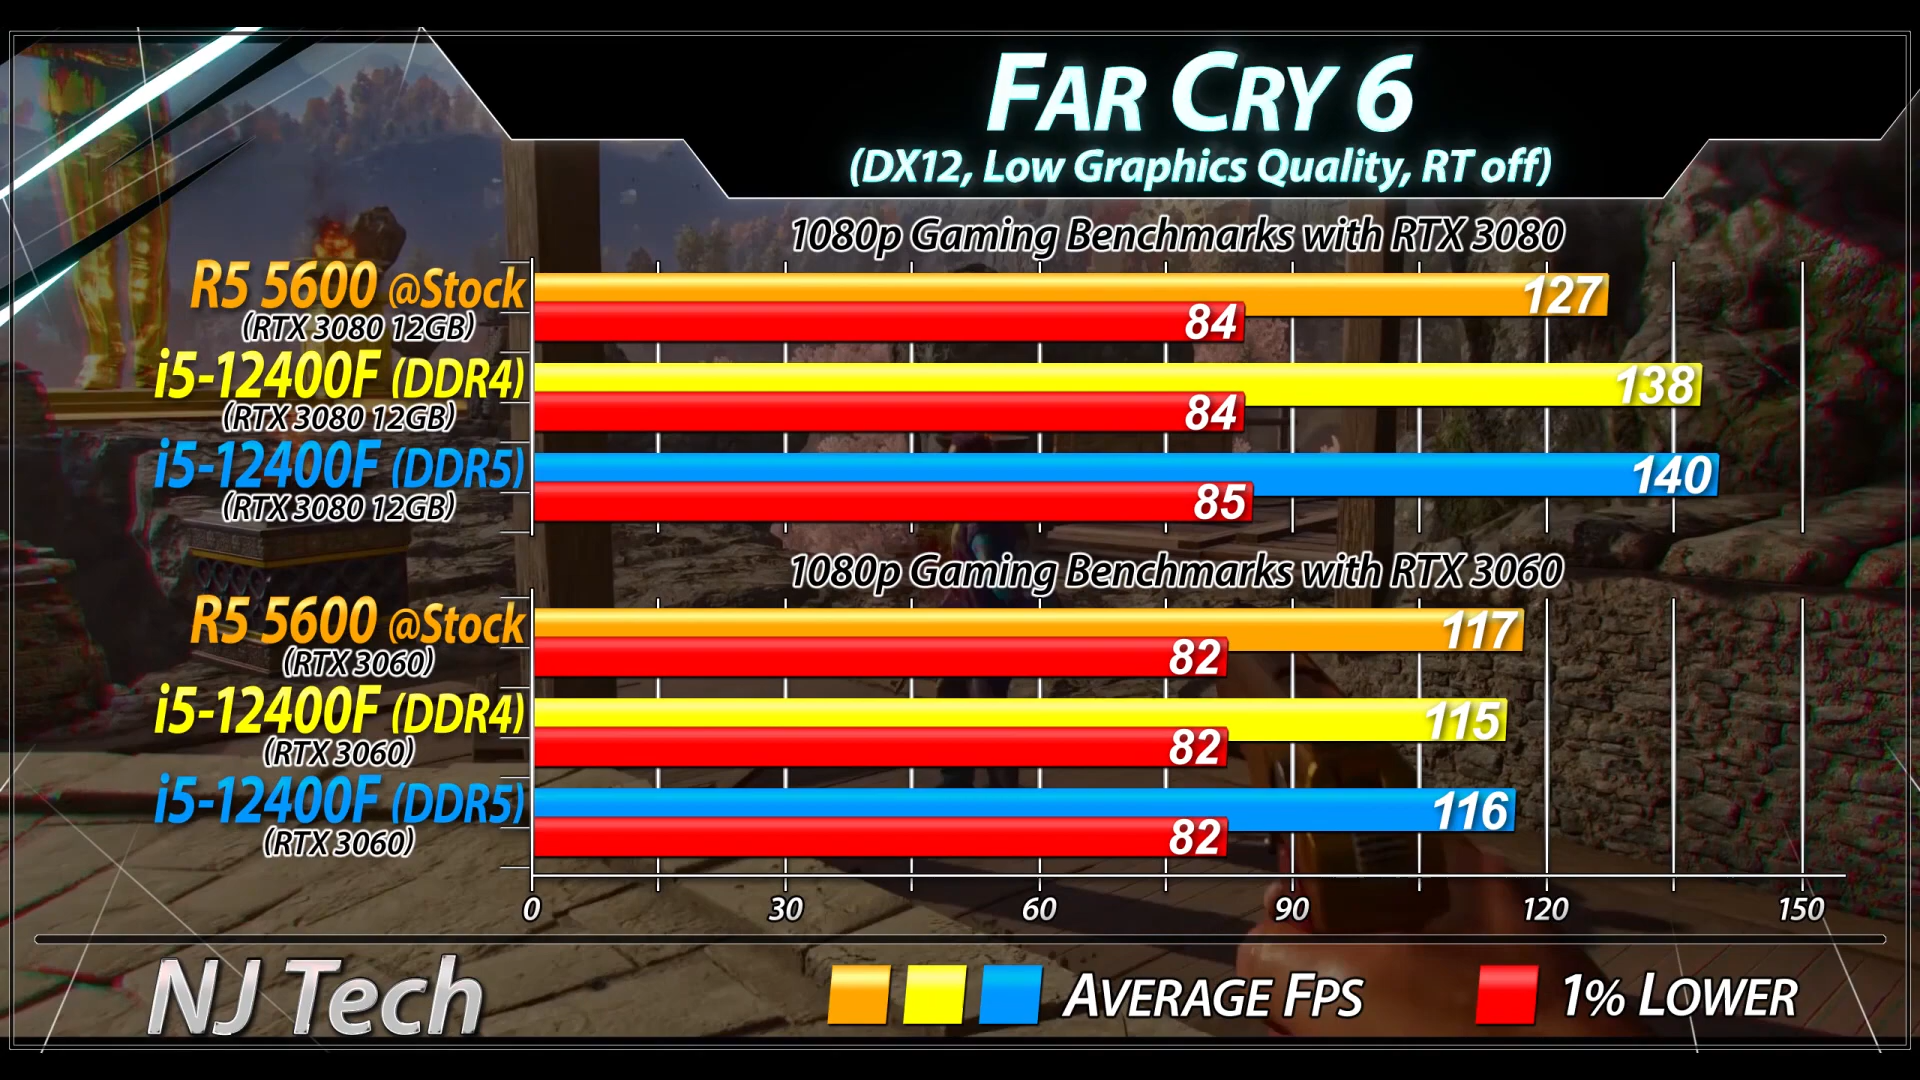 FAR CRY 6
(DX12, Low Graphics Quality, RT off)
1080p Gaming Benchmarks with RTX 3080
R5 5600 @Stock
(RTX 3080 12GB)
127
84
i5-12400F (DDR4)
(RTX 3080 12GB)
138
84
i5-12400F (DDR5)
(RTX 3080 12GB)
140
85
1080p Gaming Benchmarks with RTX 3060
R5 5600 @Stock
(RTX 3060)
117
82
i5-12400F (DDR4)
(RTX 3060)
115
82
i5-12400F (DDR5)
(RTX 3060)
116
82
0 30 60 90 120 150
NJ Tech
AVERAGE FPS
1% LOWER